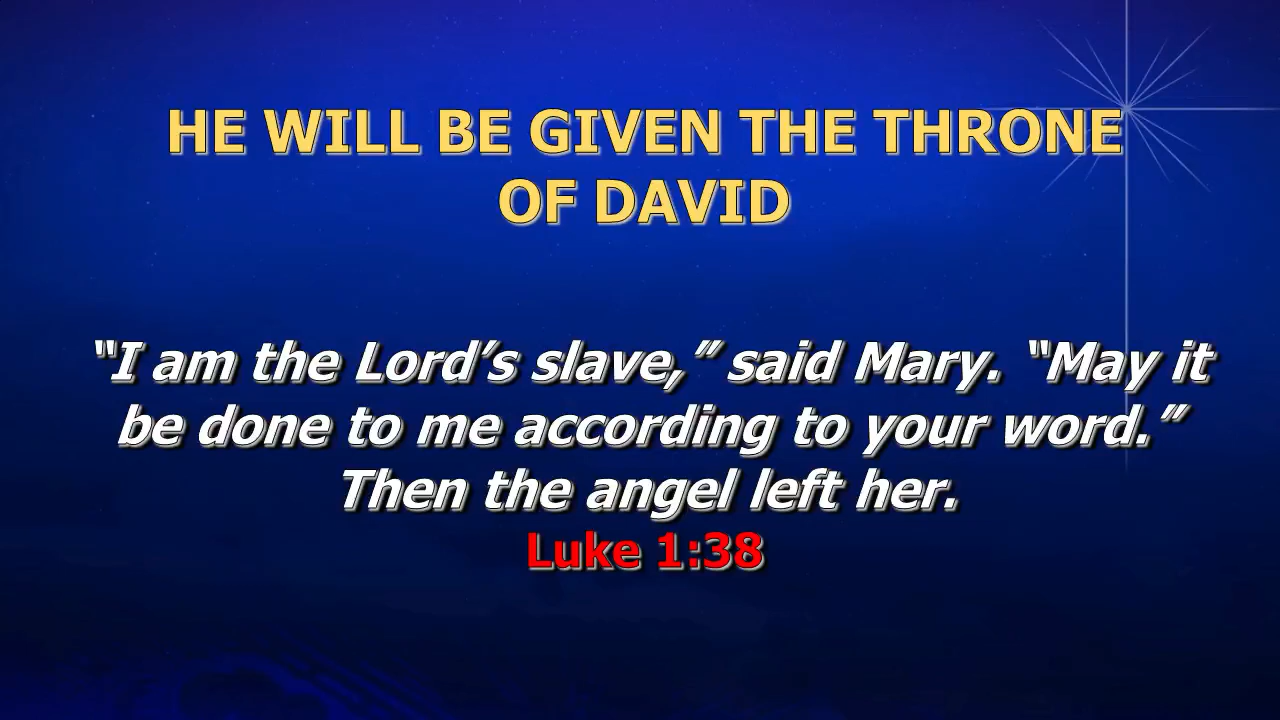 HE WILL BE GIVEN THE THRONE
OF DAVID
“I am the Lord’s slave,” said Mary. “May it
be done to me according to your word.”
Then the angel left her.
Luke 1:38